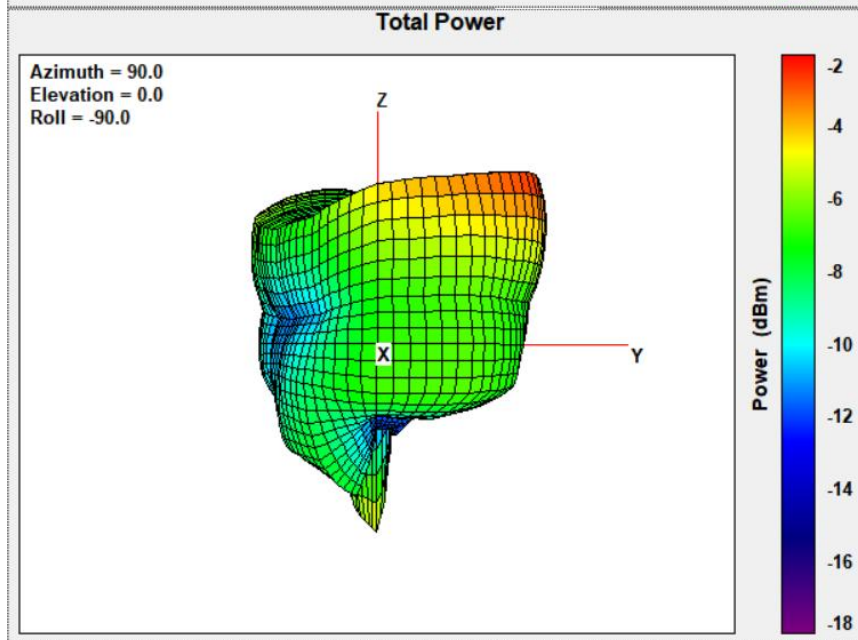 Total Power
Azimuth = 90.0
Elevation = 0.0
Roll = -90.0
Z
X
Y
Power (dBm)
-2
-4
-6
-8
-10
-12
-14
-16
-18